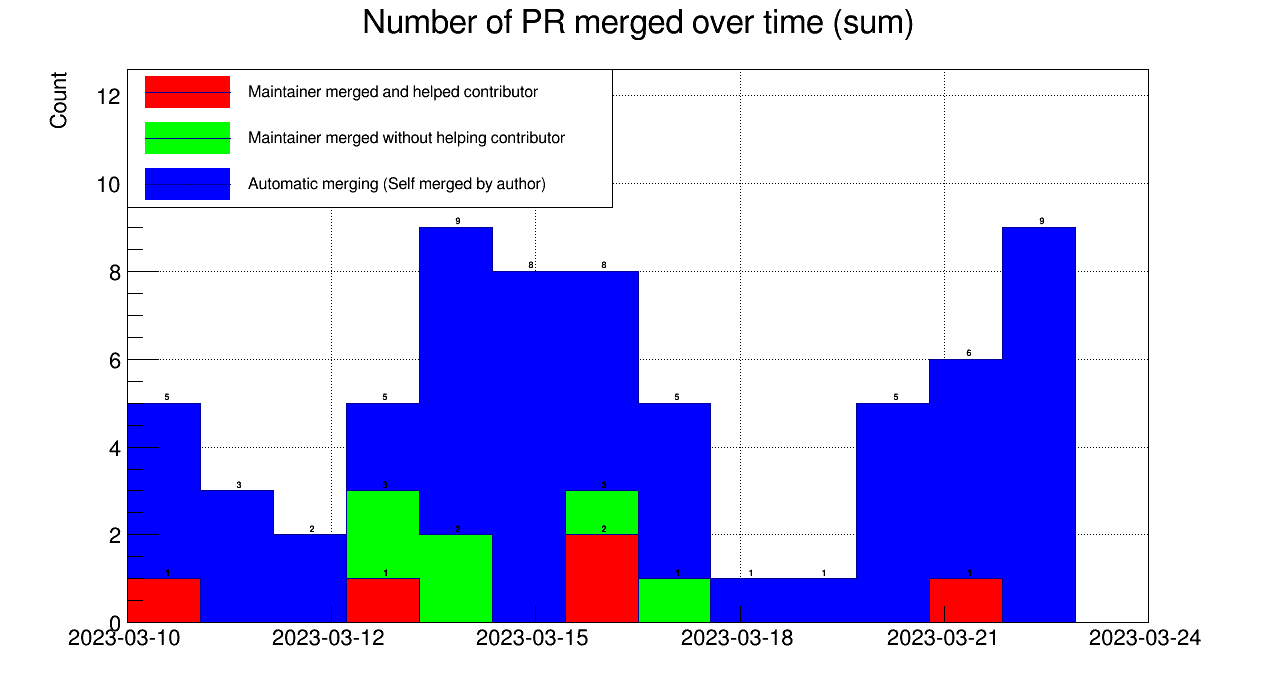 Number of PR merged over time (sum)
Count
Maintainer merged and helped contributor
Maintainer merged without helping contributor
Automatic merging (Self merged by author)
12
10
8
6
4
2
0
9 9
8 8
6
5 5 5 5
3 3 3
2 2 2
1 1 1 1 1 1
2023-03-10 2023-03-12 2023-03-15 2023-03-18 2023-03-21 2023-03-24